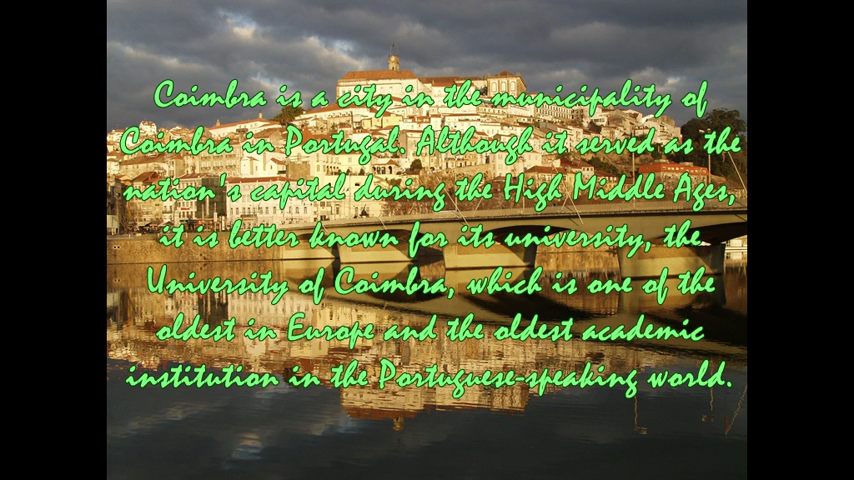 Coimbra is a city in the municipality of
Coimbra in Portugal. Although it served as the
nation's capital during the High Middle Ages,
it is better known for its university, the
University of Coimbra, which is one of the
oldest in Europe and the oldest academic
institution in the Portuguese-speaking world.